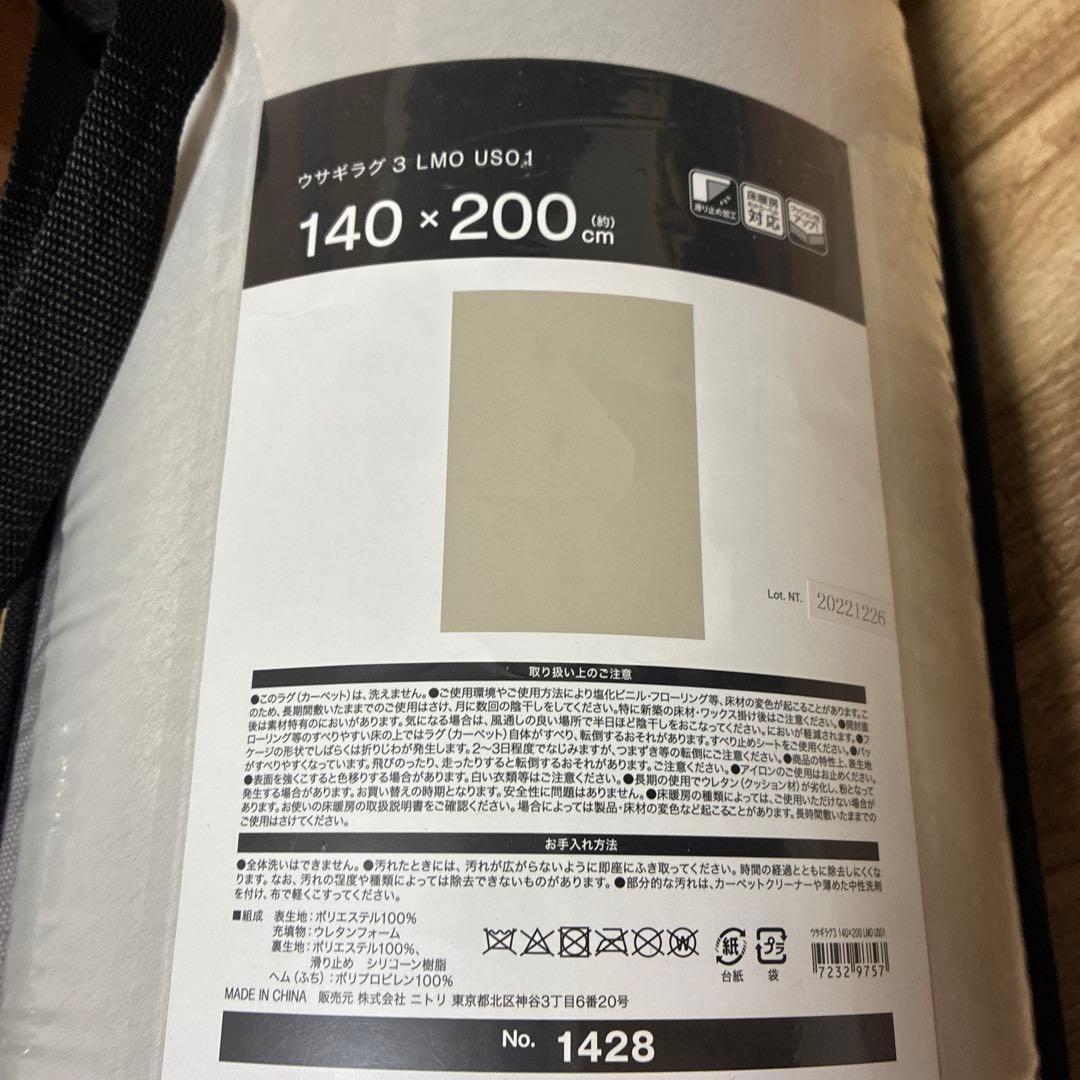 ウサギラグ 3 LMO US01
140 × 200 (約) cm
滑り止め加工
床暖房
対応
アップ!
Lot. NT. 20221226
取り扱い上のご注意
●このラグ(カーペット)は、洗えません。●ご使用環境やご使用方法により塩化ビニル・フローリング等、床材の変色が起こることがあります。こ
のため、長期間敷いたままでのご使用はさけ、月に数回の陰干しをしてください。特に新築の床材・ワックス掛け後はご注意ください。●開封直
後は素材特有のにおいがあります。気になる場合は、風通しの良い場所で半日ほど陰干しをおこなってください。においが軽減されます。●フ
ローリング等のすべりやすい床の上ではラグ(カーペット)自体がすべり、転倒するおそれがあります。すべり止めシートをご使用ください。●パッ
ケージの形状でしばらくは折りじわが発生します。2～3日程度でなじみますが、つまずき等の転倒にご注意ください。●商品の特性上、表生地
がすべりやすくなっています。飛びのったり、走ったりすると転倒するおそれがあります。ご注意ください。●アイロンのご使用はお止めください。
●表面を強くこすると色移りする場合があります。白い衣類等はご注意ください。●長期の使用でウレタン(クッション材)が劣化し、粉となって
発生する場合があります。お買い替えの時期となります。安全性に問題はありません。●床暖房の種類によっては、ご使用いただけない場合が
あります。お使いの床暖房の取扱説明書をご確認ください。場合によっては製品・床材の変色など起こることがあります。長時間敷いたままでの
ご使用はさけてください。
お手入れ方法
●全体洗いはできません。●汚れたときには、汚れが広がらないように即座にふき取ってください。時間の経過とともに除去しにくくな
ります。なお、汚れの程度や種類によっては除去できないものがあります。●部分的な汚れは、カーペットクリーナーや薄めた中性洗剤
を付け、布で軽くこすってください。
■組成 表生地:ポリエステル100%
充填物:ウレタンフォーム
裏生地:ポリエステル100%、
滑り止め シリコーン樹脂
ヘム(ふち):ポリプロピレン100%
紙
台紙
プラ
袋
ウサギラグ3 140×200 LMO US01
7232 9757
MADE IN CHINA 販売元 株式会社 ニトリ 東京都北区神谷3丁目6番20号
No. 1428